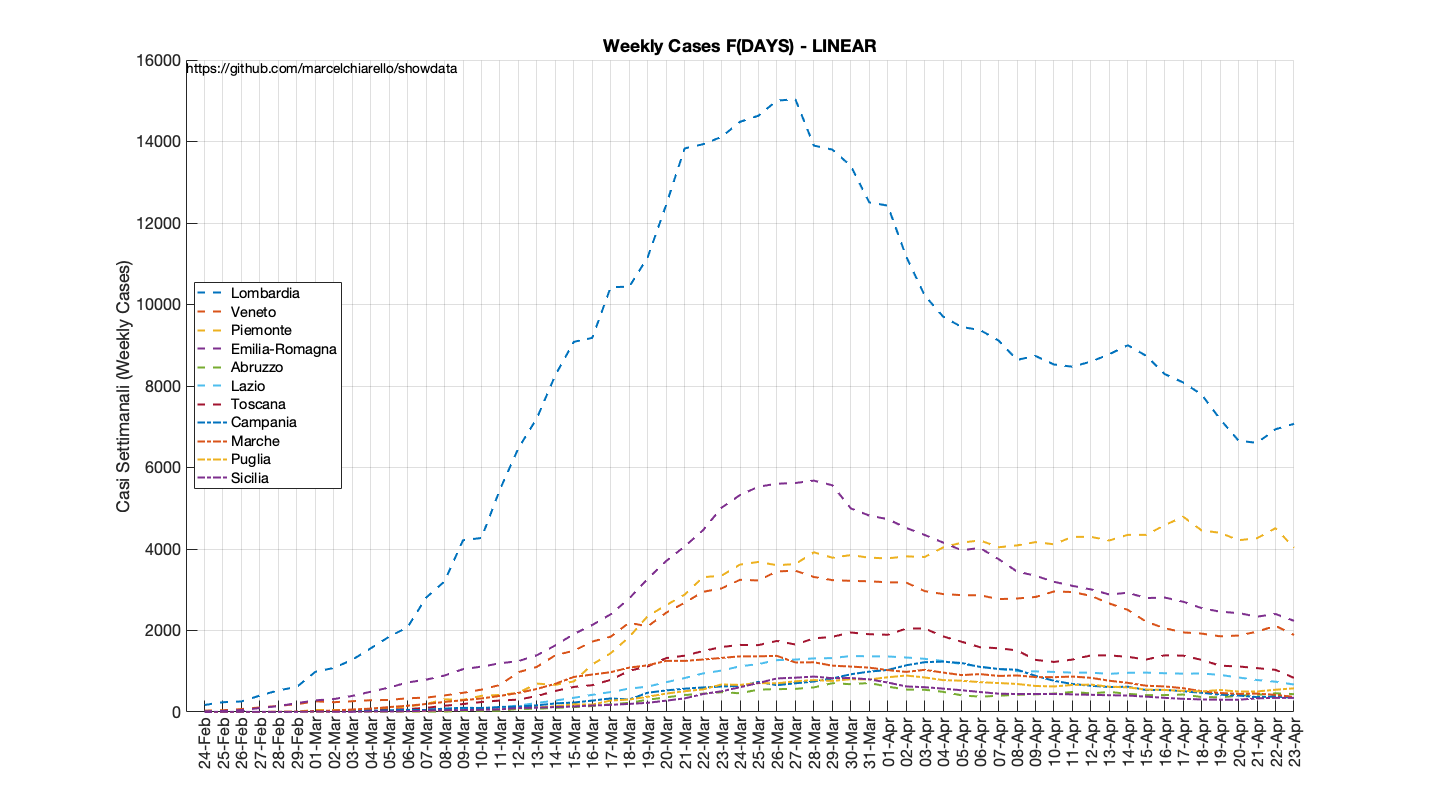 Weekly Cases F(DAYS) - LINEAR
16000
https://github.com/marcelchiarello/showdata
14000
12000
10000
8000
6000
4000
2000
0
Casi Settimanali (Weekly Cases)
Lombardia
Veneto
Piemonte
Emilia-Romagna
Abruzzo
Lazio
Toscana
Campania
Marche
Puglia
Sicilia
24-Feb
25-Feb
26-Feb
27-Feb
28-Feb
29-Feb
01-Mar
02-Mar
03-Mar
04-Mar
05-Mar
06-Mar
07-Mar
08-Mar
09-Mar
10-Mar
11-Mar
12-Mar
13-Mar
14-Mar
15-Mar
16-Mar
17-Mar
18-Mar
19-Mar
20-Mar
21-Mar
22-Mar
23-Mar
24-Mar
25-Mar
26-Mar
27-Mar
28-Mar
29-Mar
30-Mar
31-Mar
01-Apr
02-Apr
03-Apr
04-Apr
05-Apr
06-Apr
07-Apr
08-Apr
09-Apr
10-Apr
11-Apr
12-Apr
13-Apr
14-Apr
15-Apr
16-Apr
17-Apr
18-Apr
19-Apr
20-Apr
21-Apr
22-Apr
23-Apr